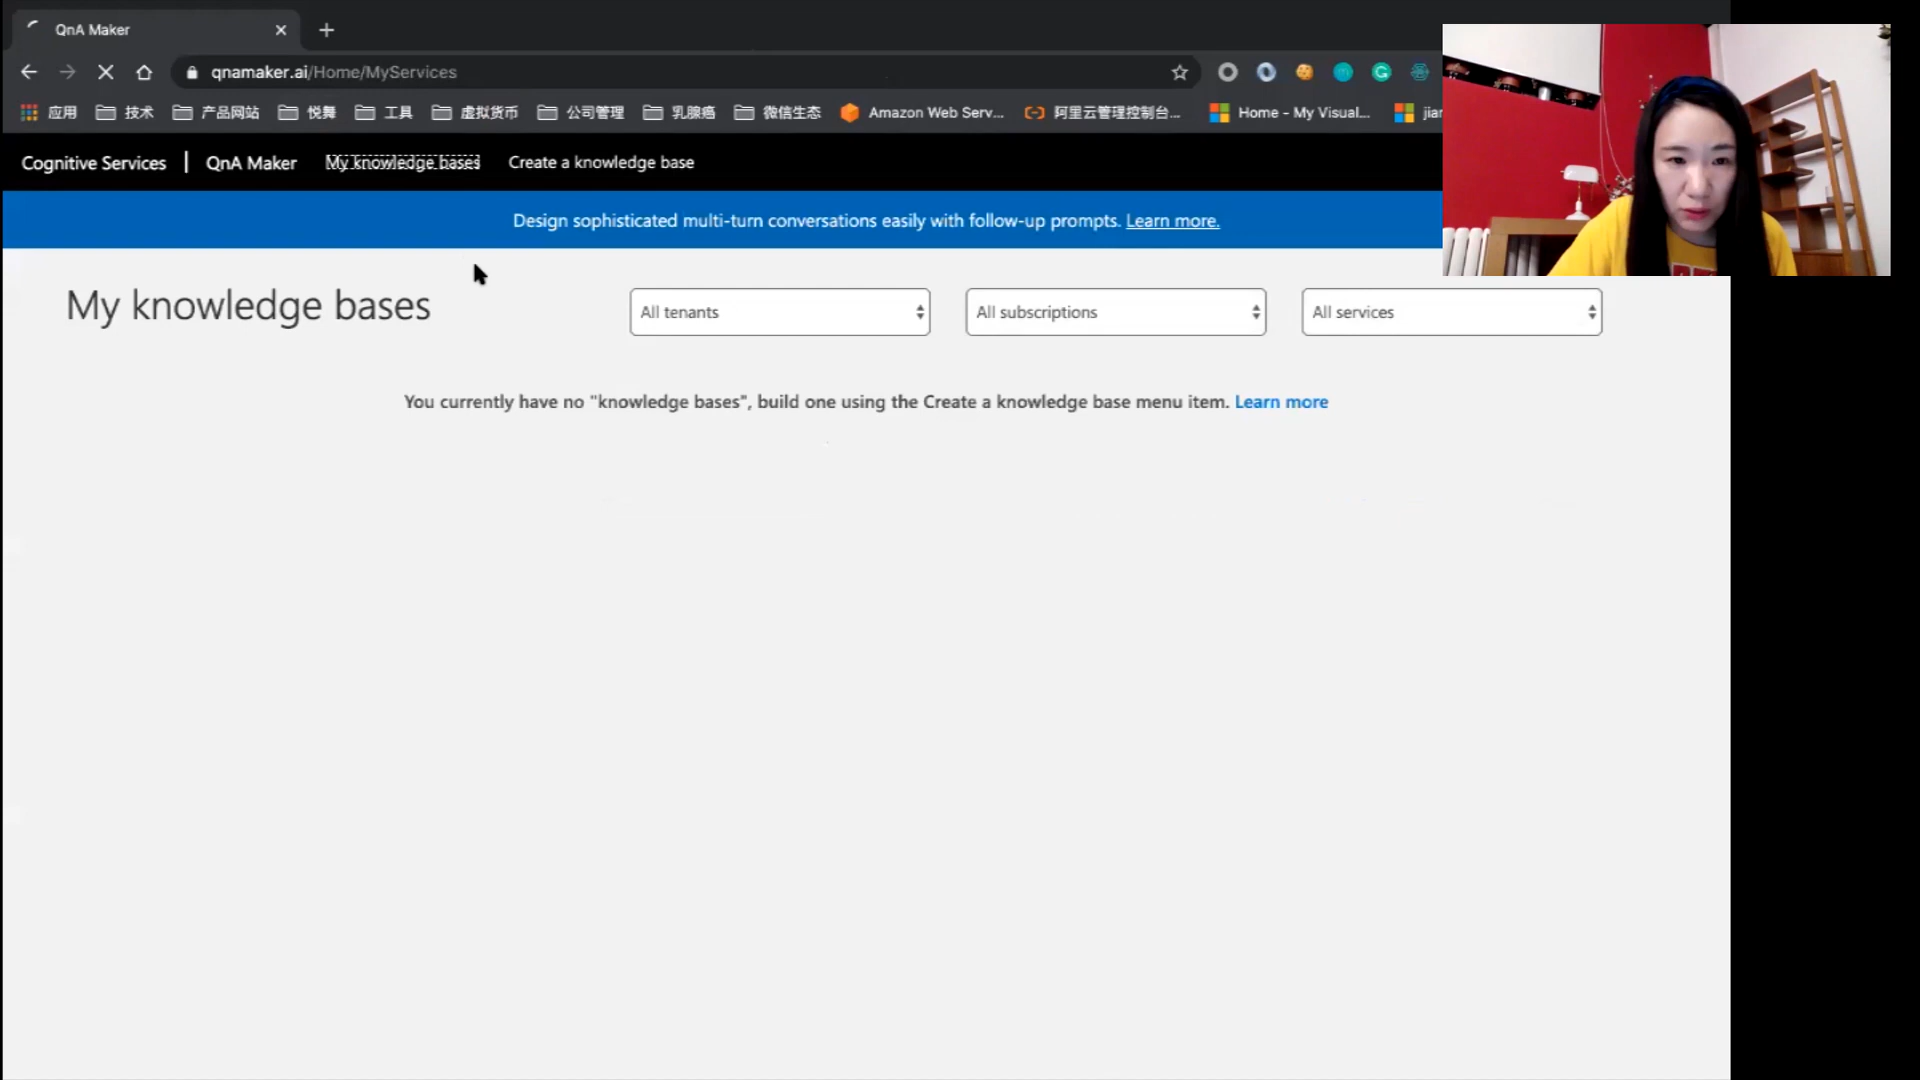 QnA Maker
qnamaker.ai/Home/MyServices
应用 技术 产品网站 悦舞 工具 虚拟货币 公司管理 乳腺癌 微信生态 Amazon Web Serv... 阿里云管理控制台... Home - My Visual... jiar
Cognitive Services | QnA Maker My knowledge bases Create a knowledge base
Design sophisticated multi-turn conversations easily with follow-up prompts. Learn more.
My knowledge bases
All tenants All subscriptions All services
You currently have no "knowledge bases", build one using the Create a knowledge base menu item. Learn more